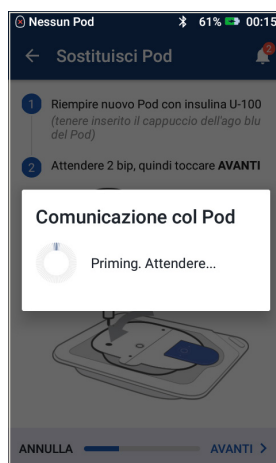 Nessun Pod 61% 00:15
Sostituisci Pod 2
1 Riempire nuovo Pod con insulina U-100
(tenere inserito il cappuccio dell'ago blu
del Pod)
2 Attendere 2 bip, quindi toccare AVANTI
Comunicazione col Pod
Priming. Attendere...
ANNULLA AVANTI